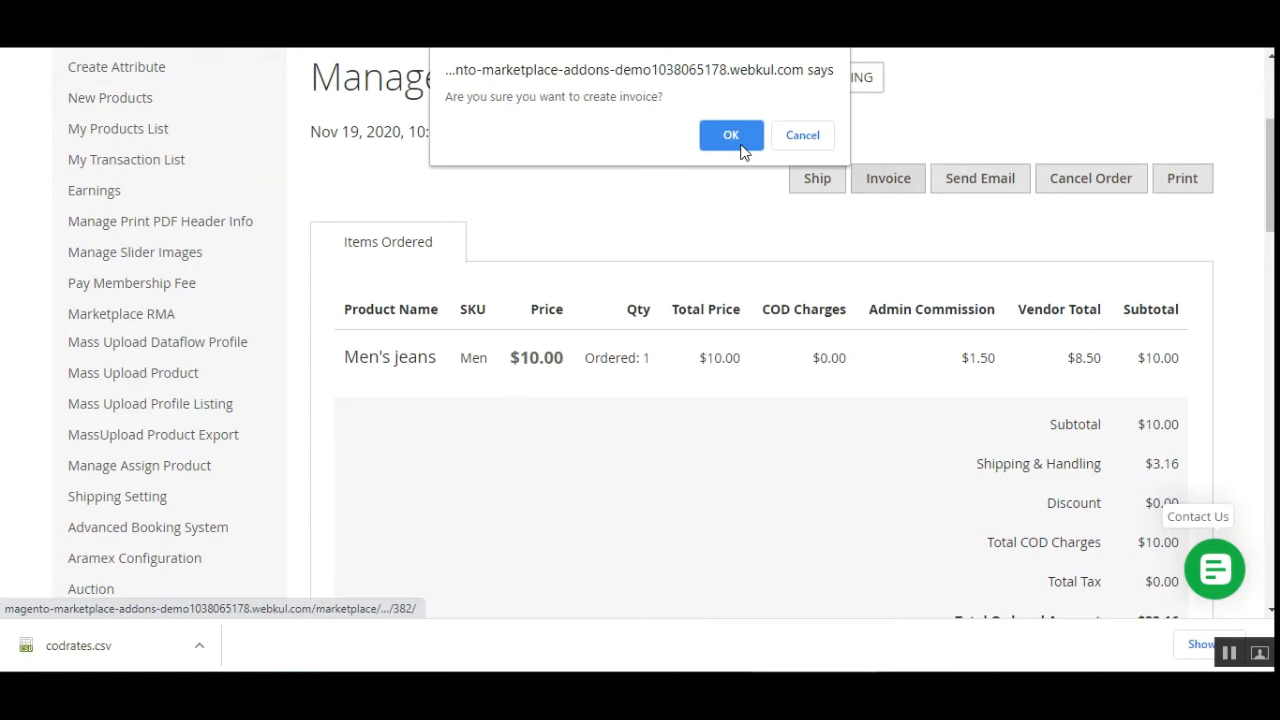 Create Attribute
New Products
My Products List
My Transaction List
Earnings
Manage Print PDF Header Info
Manage Slider Images
Pay Membership Fee
Marketplace RMA
Mass Upload Dataflow Profile
Mass Upload Product
Mass Upload Profile Listing
MassUpload Product Export
Manage Assign Product
Shipping Setting
Advanced Booking System
Aramex Configuration
Auction
Manage
...nto-marketplace-addons-demo1038065178.webkul.com says
Are you sure you want to create invoice?
OK Cancel
ING
Nov 19, 2020, 10:
Ship Invoice Send Email Cancel Order Print
Items Ordered
Product Name SKU Price Qty Total Price COD Charges Admin Commission Vendor Total Subtotal
Men's jeans Men $10.00 Ordered: 1 $10.00 $0.00 $1.50 $8.50 $10.00
Subtotal $10.00
Shipping & Handling $3.16
Discount $0.00
Total COD Charges $10.00
Total Tax $0.00
Contact Us
magento-marketplace-addons-demo1038065178.webkul.com/marketplace/.../382/
codrates.csv
Show